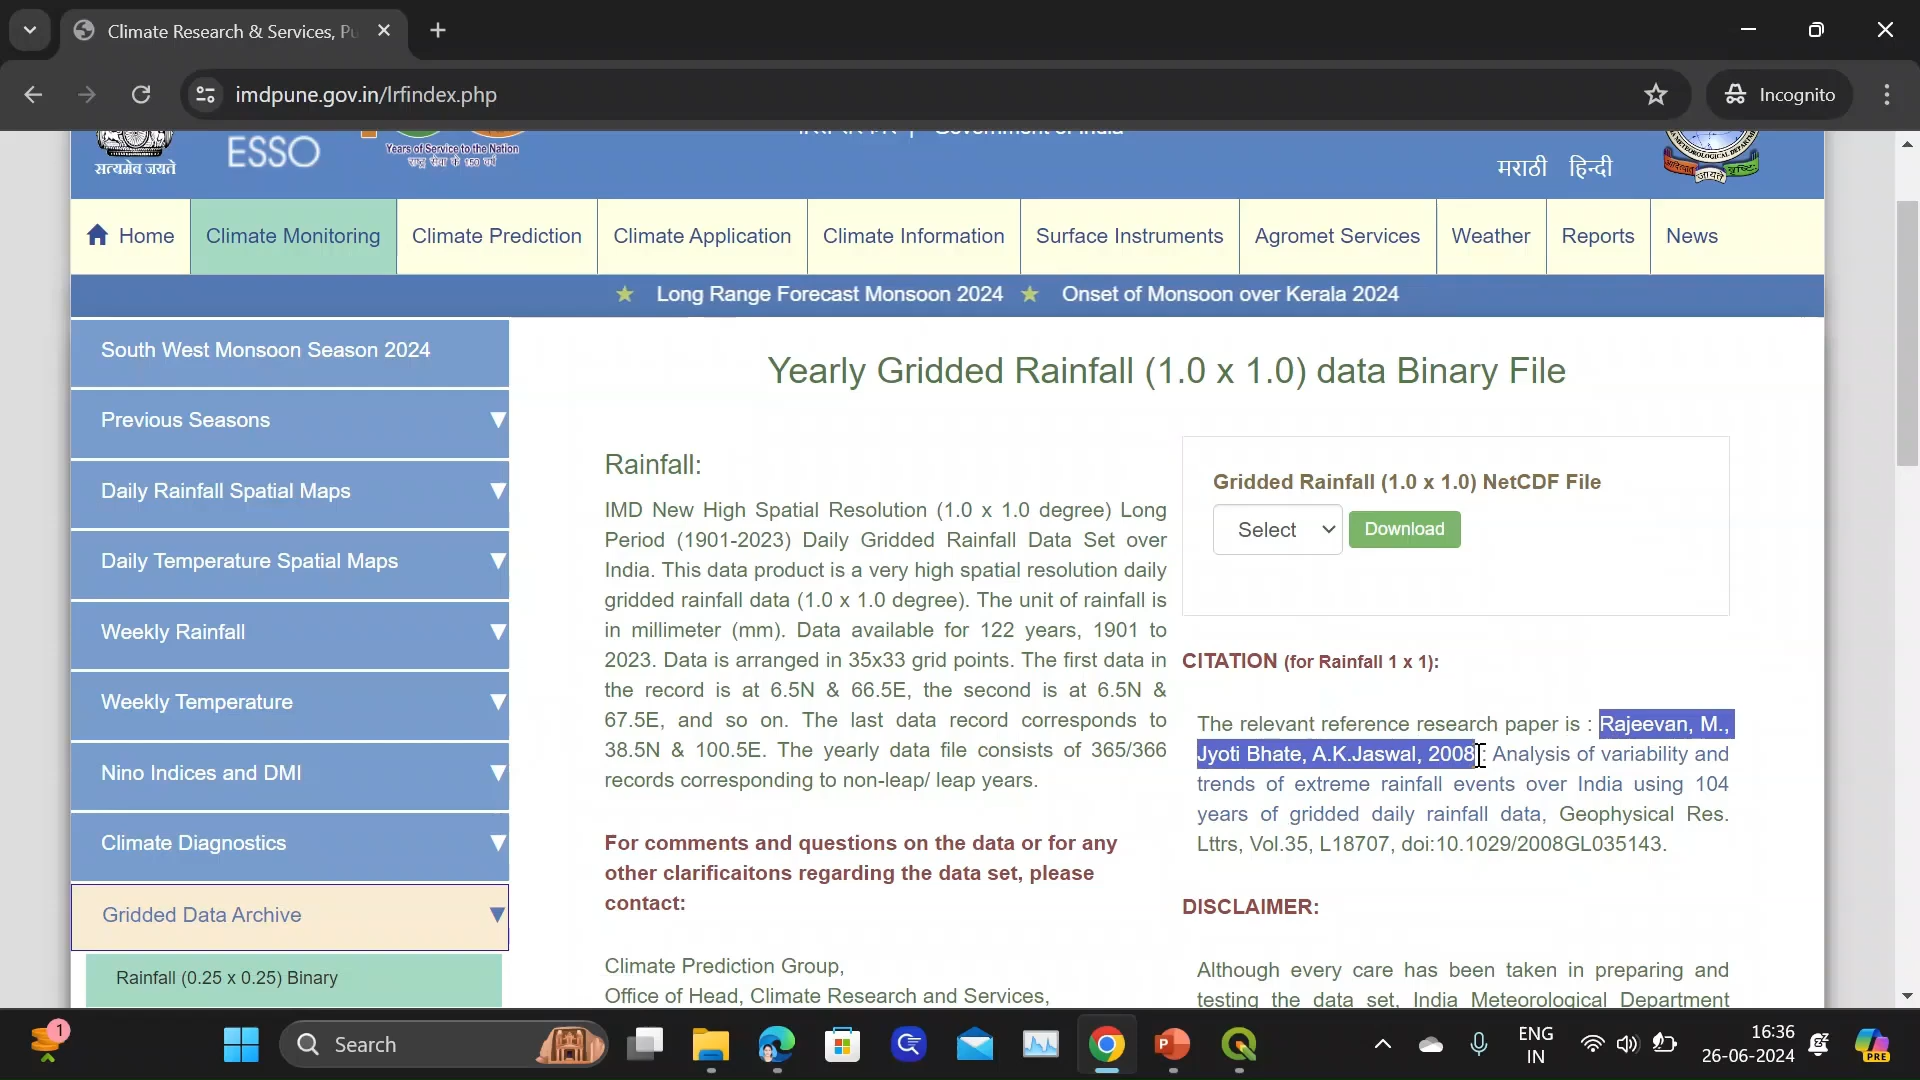 Climate Research & Services, Pu
imdpune.gov.in/lrfindex.php
Incognito
सत्यमेव जयते
ESSO
Years of Service to the Nation
Government of India
मराठी हिन्दी
Home
Climate Monitoring
Climate Prediction
Climate Application
Climate Information
Surface Instruments
Agromet Services
Weather
Reports
News
Long Range Forecast Monsoon 2024
Onset of Monsoon over Kerala 2024
South West Monsoon Season 2024
Previous Seasons
Daily Rainfall Spatial Maps
Daily Temperature Spatial Maps
Weekly Rainfall
Weekly Temperature
Nino Indices and DMI
Climate Diagnostics
Gridded Data Archive
Rainfall (0.25 x 0.25) Binary
Yearly Gridded Rainfall (1.0 x 1.0) data Binary File
Rainfall:
IMD New High Spatial Resolution (1.0 x 1.0 degree) Long
Period (1901-2023) Daily Gridded Rainfall Data Set over
India. This data product is a very high spatial resolution daily
gridded rainfall data (1.0 x 1.0 degree). The unit of rainfall is
in millimeter (mm). Data available for 122 years, 1901 to
2023. Data is arranged in 35x33 grid points. The first data in
the record is at 6.5N & 66.5E, the second is at 6.5N &
67.5E, and so on. The last data record corresponds to
38.5N & 100.5E. The yearly data file consists of 365/366
records corresponding to non-leap/ leap years.
For comments and questions on the data or for any
other clarificaitons regarding the data set, please
contact:
Climate Prediction Group,
Office of Head, Climate Research and Services,
Gridded Rainfall (1.0 x 1.0) NetCDF File
Select
Download
CITATION (for Rainfall 1 x 1):
The relevant reference research paper is : Rajeevan, M.,
Jyoti Bhate, A.K.Jaswal, 2008 : Analysis of variability and
trends of extreme rainfall events over India using 104
years of gridded daily rainfall data, Geophysical Res.
Lttrs, Vol.35, L18707, doi:10.1029/2008GL035143.
DISCLAIMER:
Although every care has been taken in preparing and
testing the data set, India Meteorological Department
1
Search
ENG
IN
16:36
26-06-2024
PRE